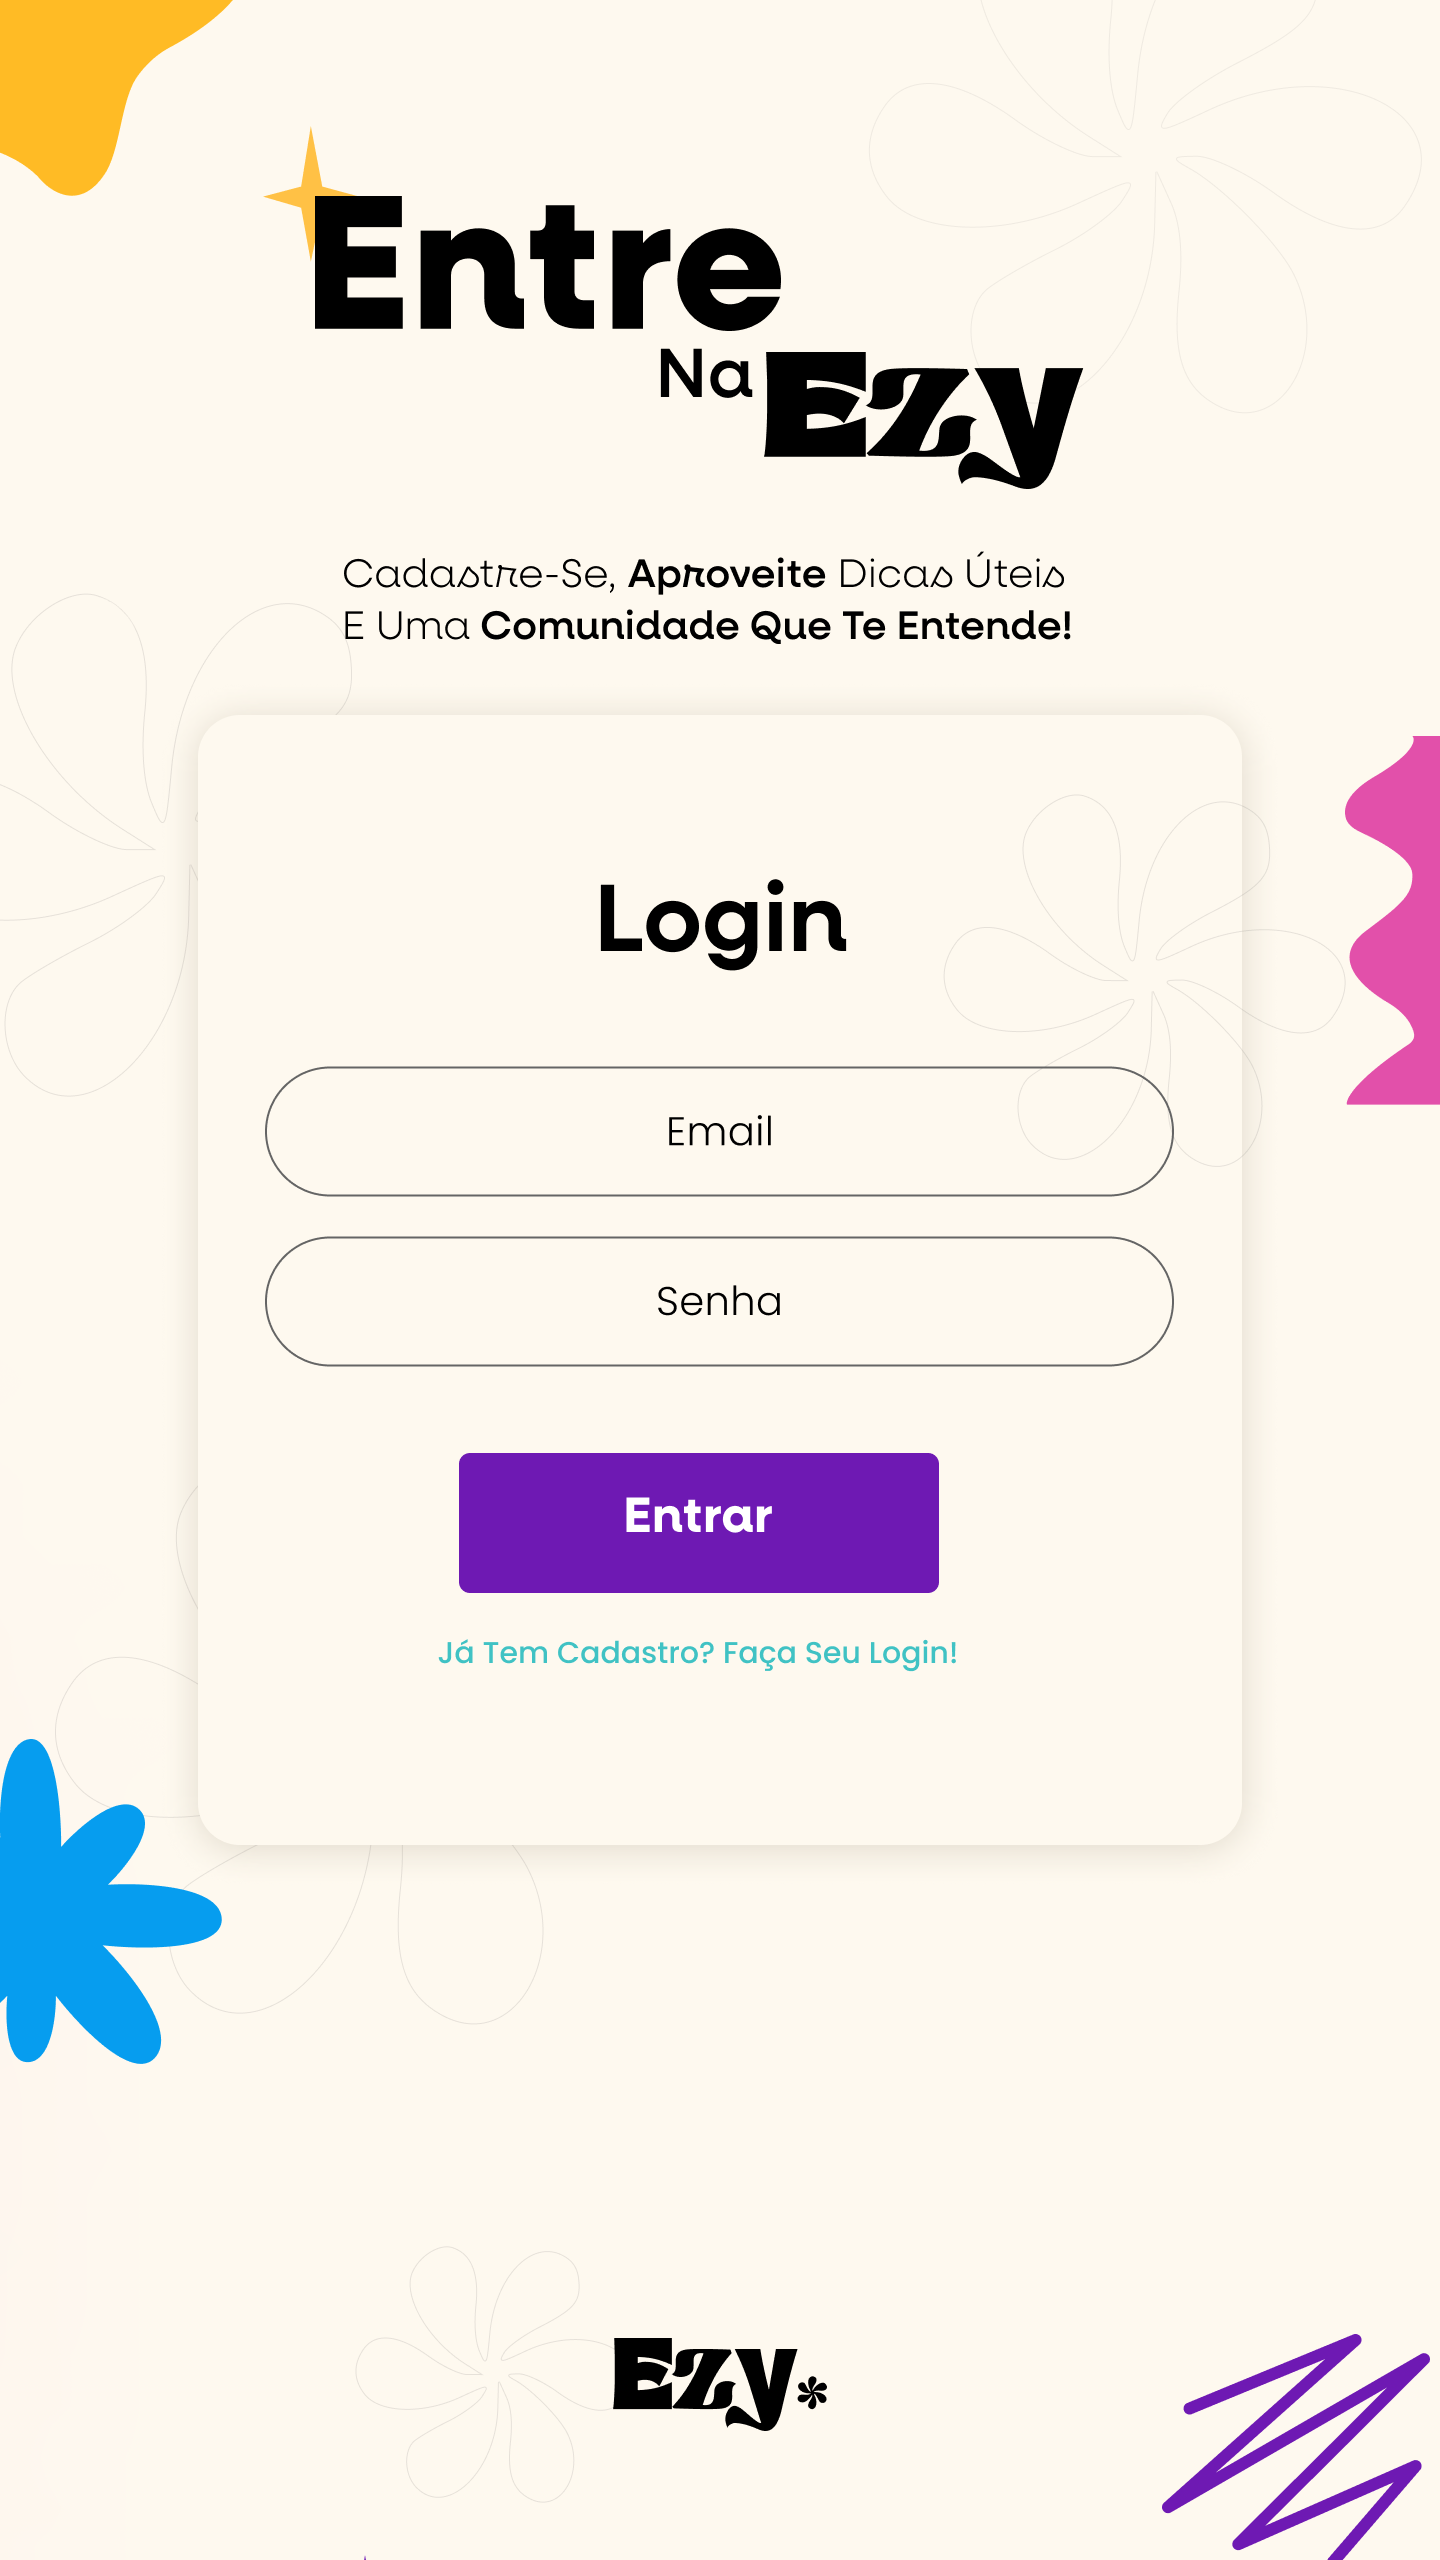 Entre
Na Ezy
Cadastre-Se, Aproveite Dicas Úteis
E Uma Comunidade Que Te Entende!
Login
Email
Senha
Entrar
Já Tem Cadastro? Faça Seu Login!
Ezy*